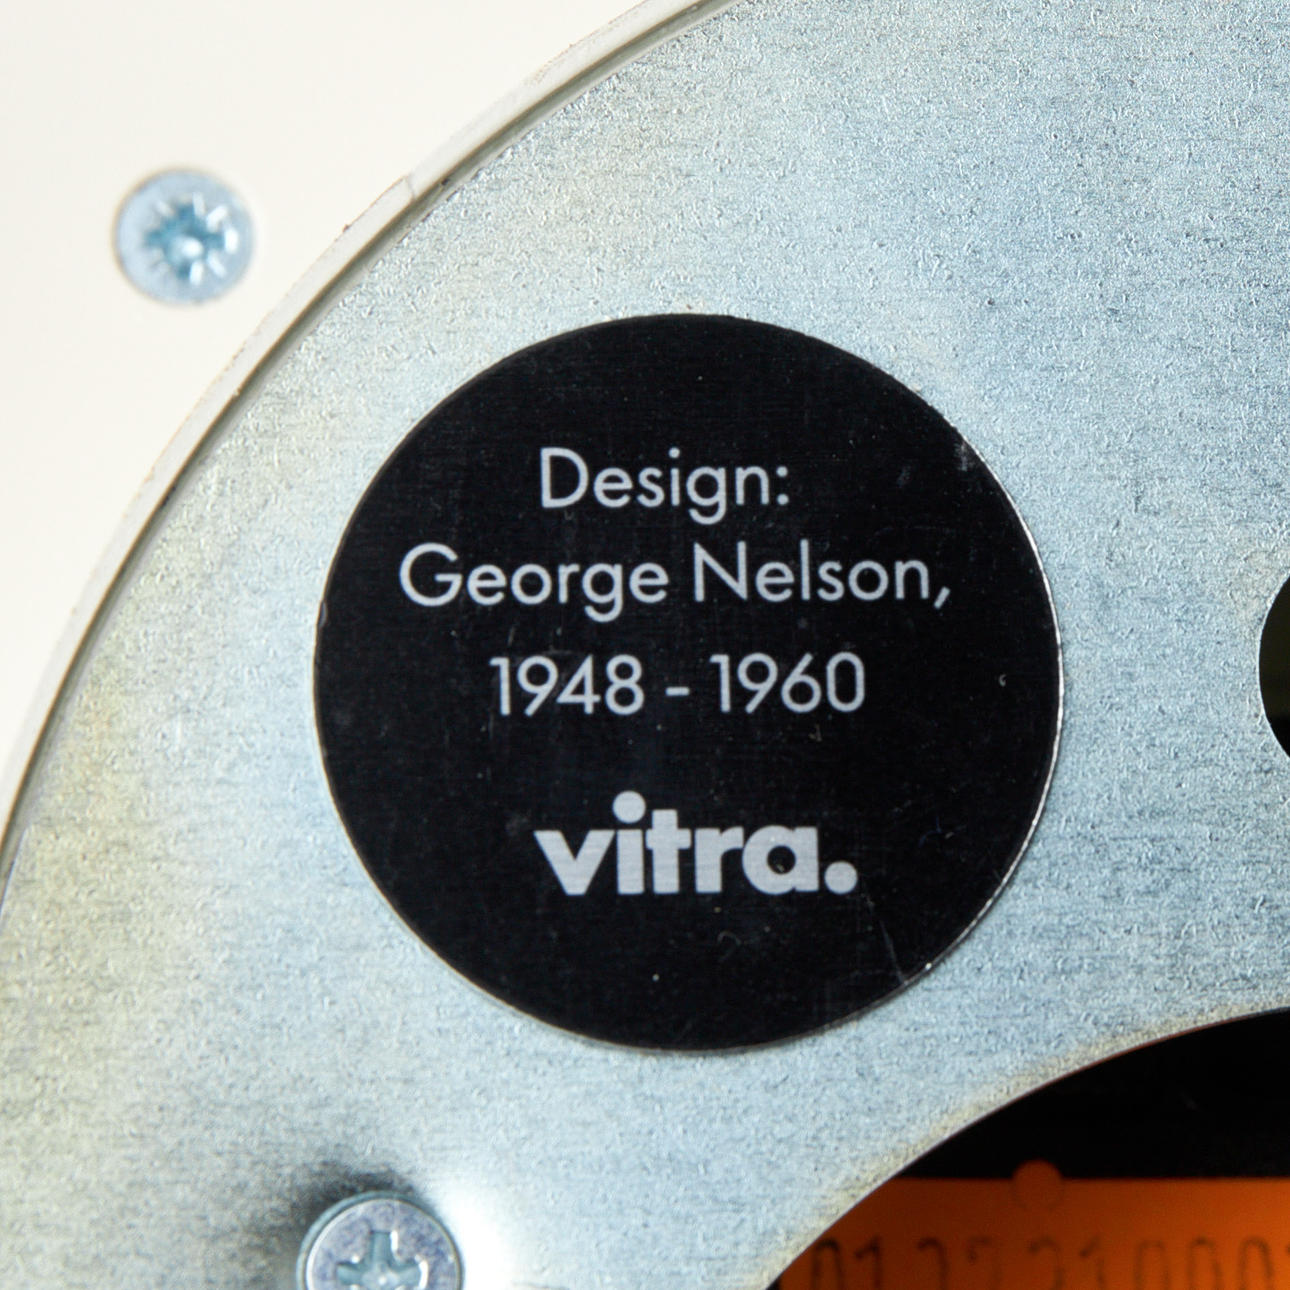 Design:
George Nelson,
1948 - 1960
vitra.